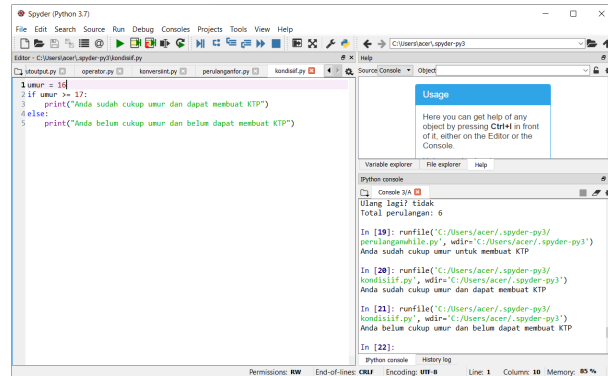 Spyder (Python 3.7)
File Edit Search Source Run Debug Consoles Projects Tools View Help
C:\Users\acer\.spyder-py3
Editor - C:\Users\acer\.spyder-py3\kondisiif.py
Help
utoutput.py operator.py konversiint.py perulanganfor.py kondisiif.py
Source Console Object
1 umur = 16
2 if umur >= 17:
3 print("Anda sudah cukup umur dan dapat membuat KTP")
4 else:
5 print("Anda belum cukup umur dan belum dapat membuat KTP")
Usage
Here you can get help of any
object by pressing Ctrl+I in front
of it, either on the Editor or the
Console.
Variable explorer File explorer Help
IPython console
Console 3/A
Ulang lagi? tidak
Total perulangan: 6
In [19]: runfile('C:/Users/acer/.spyder-py3/
perulanganwhile.py', wdir='C:/Users/acer/.spyder-py3')
Anda sudah cukup umur untuk membuat KTP
In [20]: runfile('C:/Users/acer/.spyder-py3/
kondisiif.py', wdir='C:/Users/acer/.spyder-py3')
Anda sudah cukup umur dan dapat membuat KTP
In [21]: runfile('C:/Users/acer/.spyder-py3/
kondisiif.py', wdir='C:/Users/acer/.spyder-py3')
Anda belum cukup umur dan belum dapat membuat KTP
In [22]:
IPython console History log
Permissions: RW End-of-lines: CRLF Encoding: UTF-8 Line: 1 Column: 10 Memory: 85 %